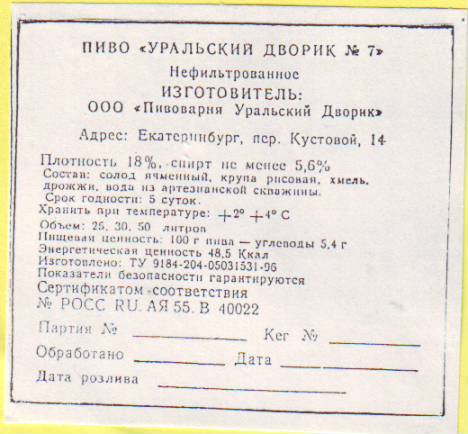 ПИВО «УРАЛЬСКИЙ ДВОРИК № 7»
Нефильтрованное
ИЗГОТОВИТЕЛЬ:
ООО «Пивоварня Уральский Дворик»
Адрес: Екатеринбург, пер. Кустовой, 14
Плотность 18%, спирт не менее 5,6%
Состав: солод ячменный, крупа рисовая, хмель,
дрожжи, вода из артезианской скважины.
Срок годности: 5 суток.
Хранить при температуре: +2° +4° С
Объем: 25, 30, 50 литров
Пищевая ценность: 100 г пива — углеводы 5,4 г
Энергетическая ценность 48,5 Ккал
Изготовлено: ТУ 9184-204-05031531-96
Показатели безопасности гарантируются
Сертификатом соответствия
№ РОСС RU. АЯ 55. В 40022
Партия № Кег №
Обработано Дата
Дата розлива